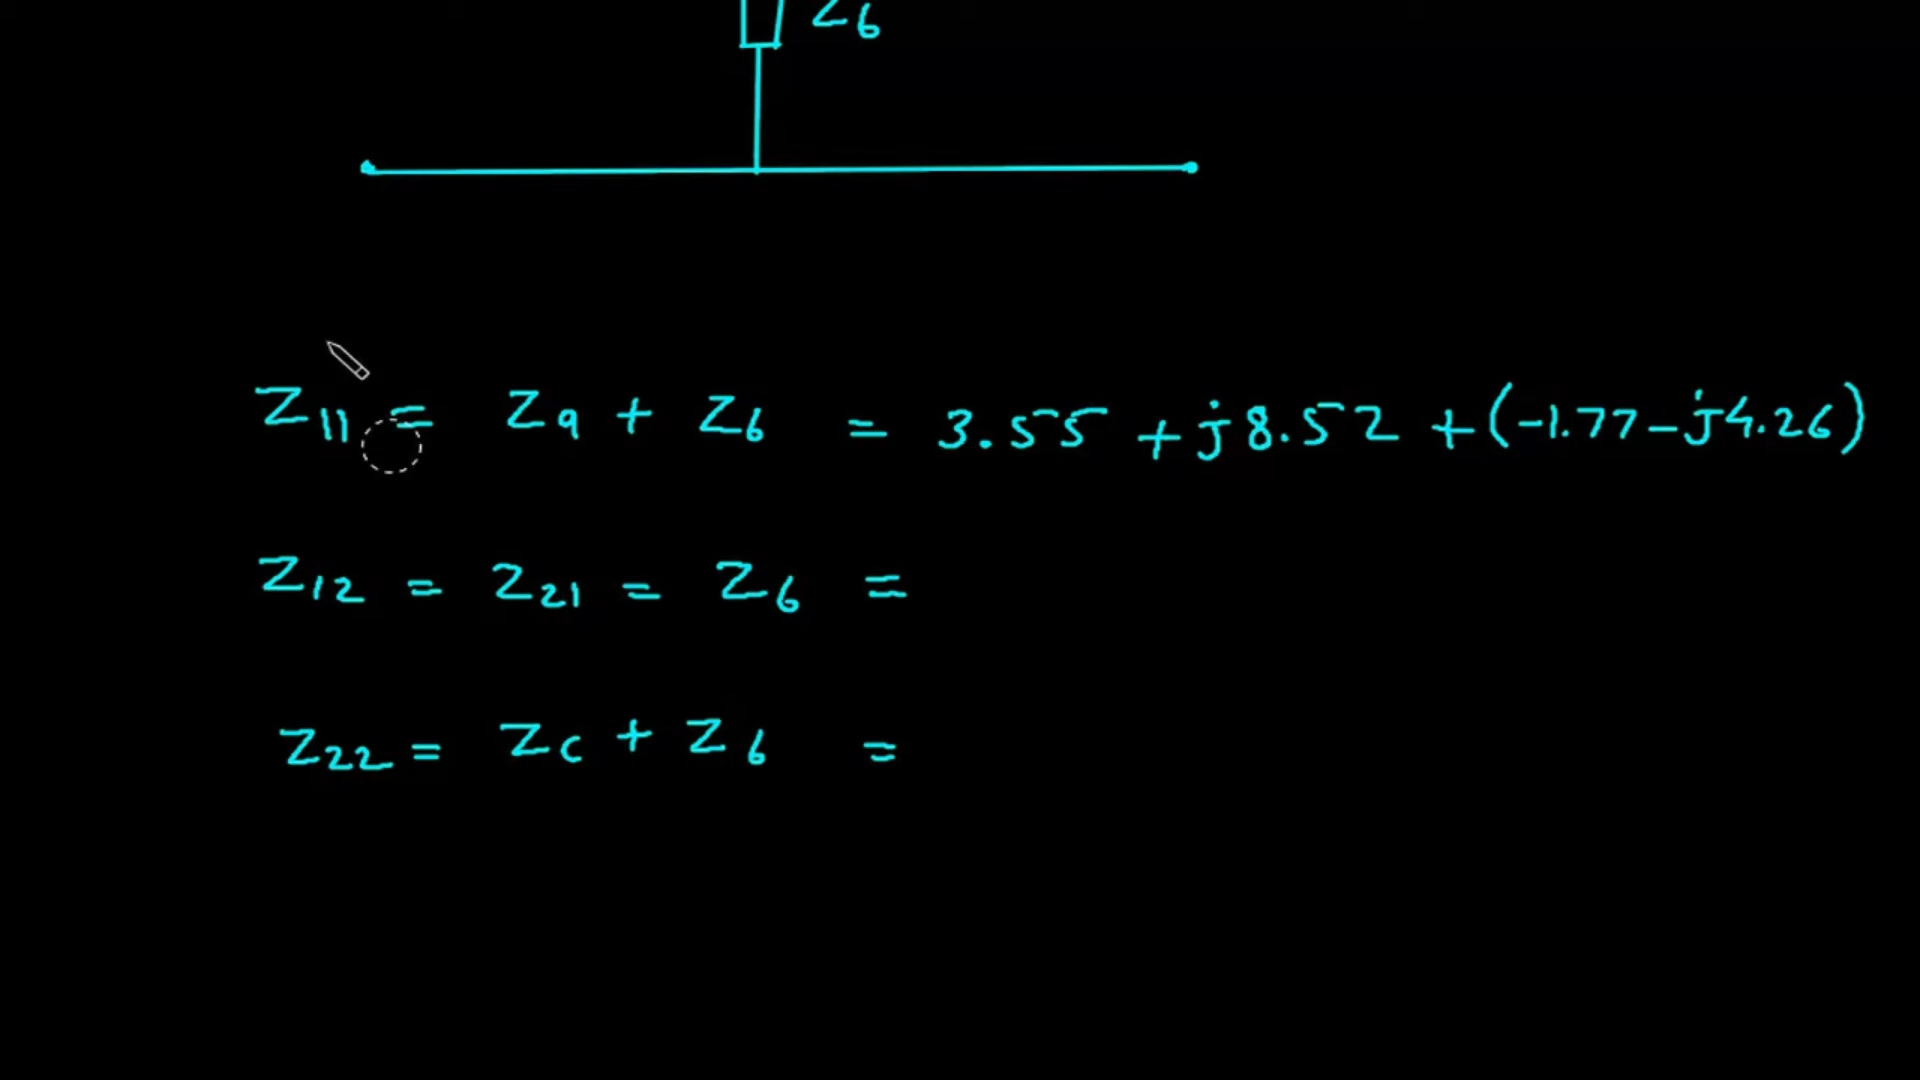 Z6
Z11 = Za + Z6 = 3.55 + j8.52 + (-1.77 - j4.26)
Z12 = Z21 = Z6 =
Z22 = Zc + Z6 =